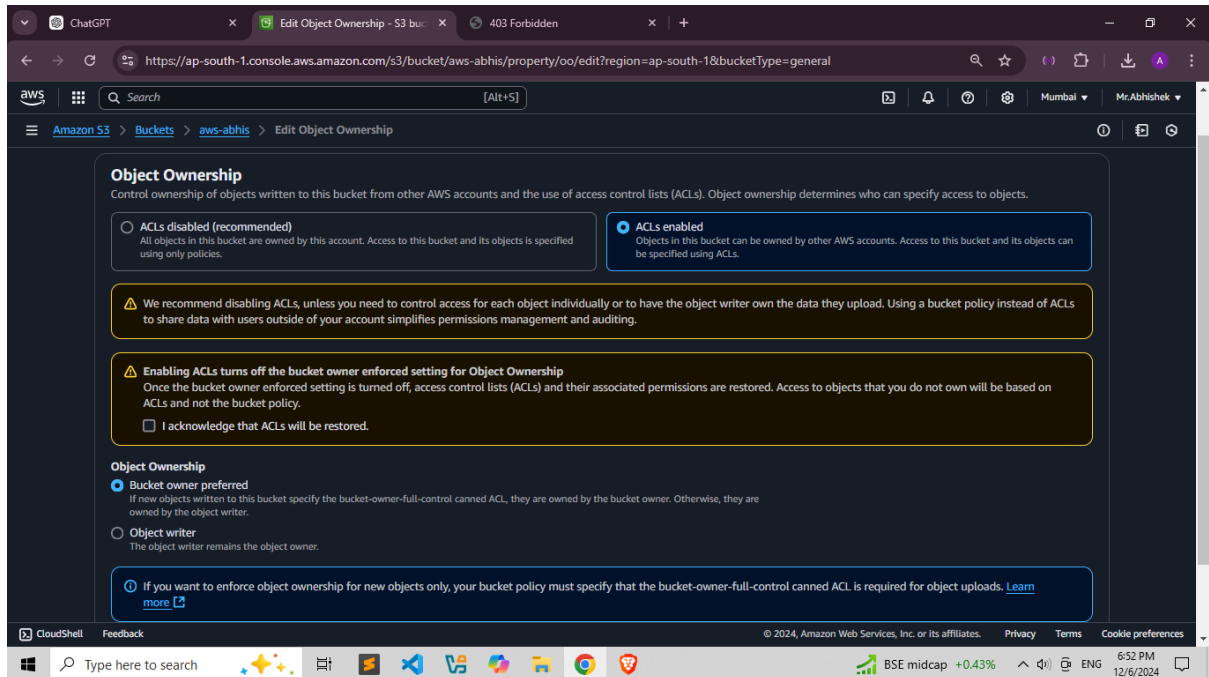 ChatGPT
Edit Object Ownership - S3 buc
403 Forbidden
https://ap-south-1.console.aws.amazon.com/s3/bucket/aws-abhis/property/oo/edit?region=ap-south-1&bucketType=general
A
aws
Search
[Alt+S]
Mumbai
Mr.Abhishek
Amazon S3 > Buckets > aws-abhis > Edit Object Ownership
Object Ownership
Control ownership of objects written to this bucket from other AWS accounts and the use of access control lists (ACLs). Object ownership determines who can specify access to objects.
ACLs disabled (recommended)
All objects in this bucket are owned by this account. Access to this bucket and its objects is specified
using only policies.
ACLs enabled
Objects in this bucket can be owned by other AWS accounts. Access to this bucket and its objects can
be specified using ACLs.
We recommend disabling ACLs, unless you need to control access for each object individually or to have the object writer own the data they upload. Using a bucket policy instead of ACLs
to share data with users outside of your account simplifies permissions management and auditing.
Enabling ACLs turns off the bucket owner enforced setting for Object Ownership
Once the bucket owner enforced setting is turned off, access control lists (ACLs) and their associated permissions are restored. Access to objects that you do not own will be based on
ACLs and not the bucket policy.
I acknowledge that ACLs will be restored.
Object Ownership
Bucket owner preferred
If new objects written to this bucket specify the bucket-owner-full-control canned ACL, they are owned by the bucket owner. Otherwise, they are
owned by the object writer.
Object writer
The object writer remains the object owner.
If you want to enforce object ownership for new objects only, your bucket policy must specify that the bucket-owner-full-control canned ACL is required for object uploads. Learn
more
CloudShell
Feedback
© 2024, Amazon Web Services, Inc. or its affiliates.
Privacy
Terms
Cookie preferences
Type here to search
BSE midcap +0.43%
ENG
6:52 PM
12/6/2024